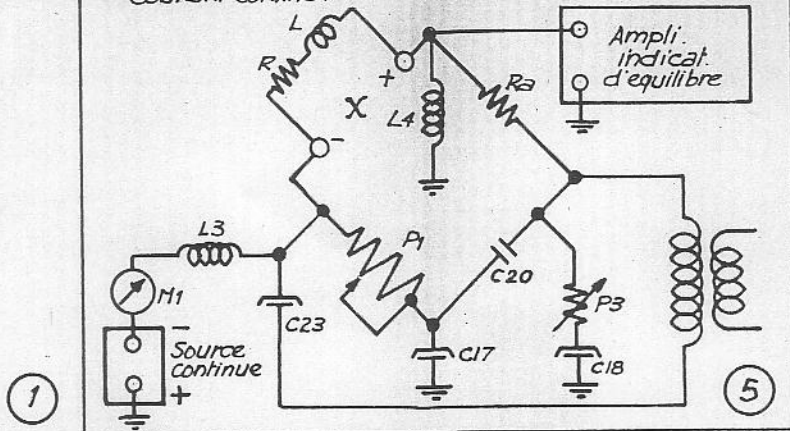 L
R
+
X
-
L4
Ra
Ampli.
indicat.
d'equilibre
L3
M1
P1
C20
P3
C23
C17
C18
-
Source
continue
+
1
5